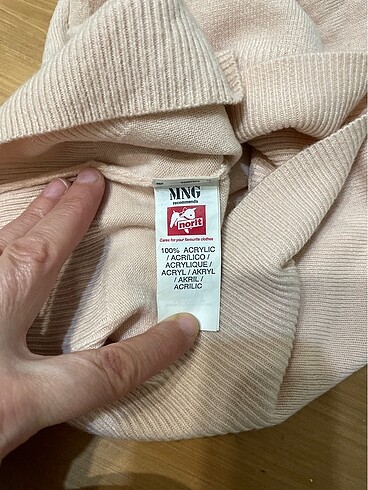 MNG
recommends
norit
Cares for your favourite clothes
100% ACRYLIC
/ ACRÍLICO /
ACRYLIQUE /
ACRYL / AKRYL
/ AKRIL /
ACRILIC